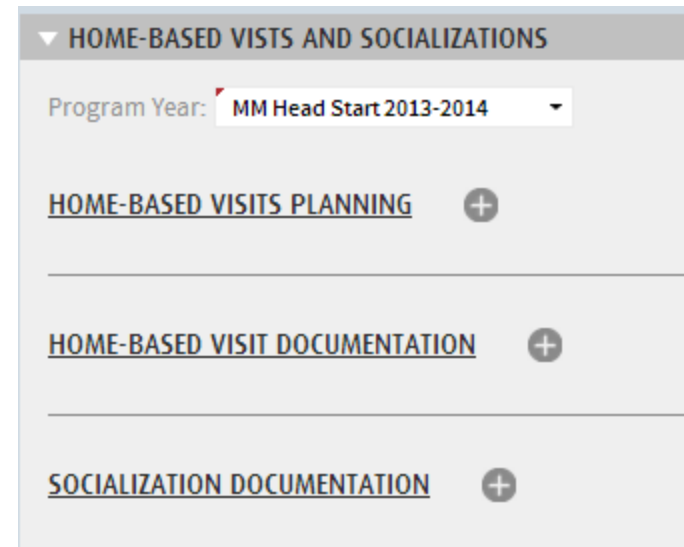 HOME-BASED VISTS AND SOCIALIZATIONS
Program Year: MM Head Start 2013-2014
HOME-BASED VISITS PLANNING
HOME-BASED VISIT DOCUMENTATION
SOCIALIZATION DOCUMENTATION